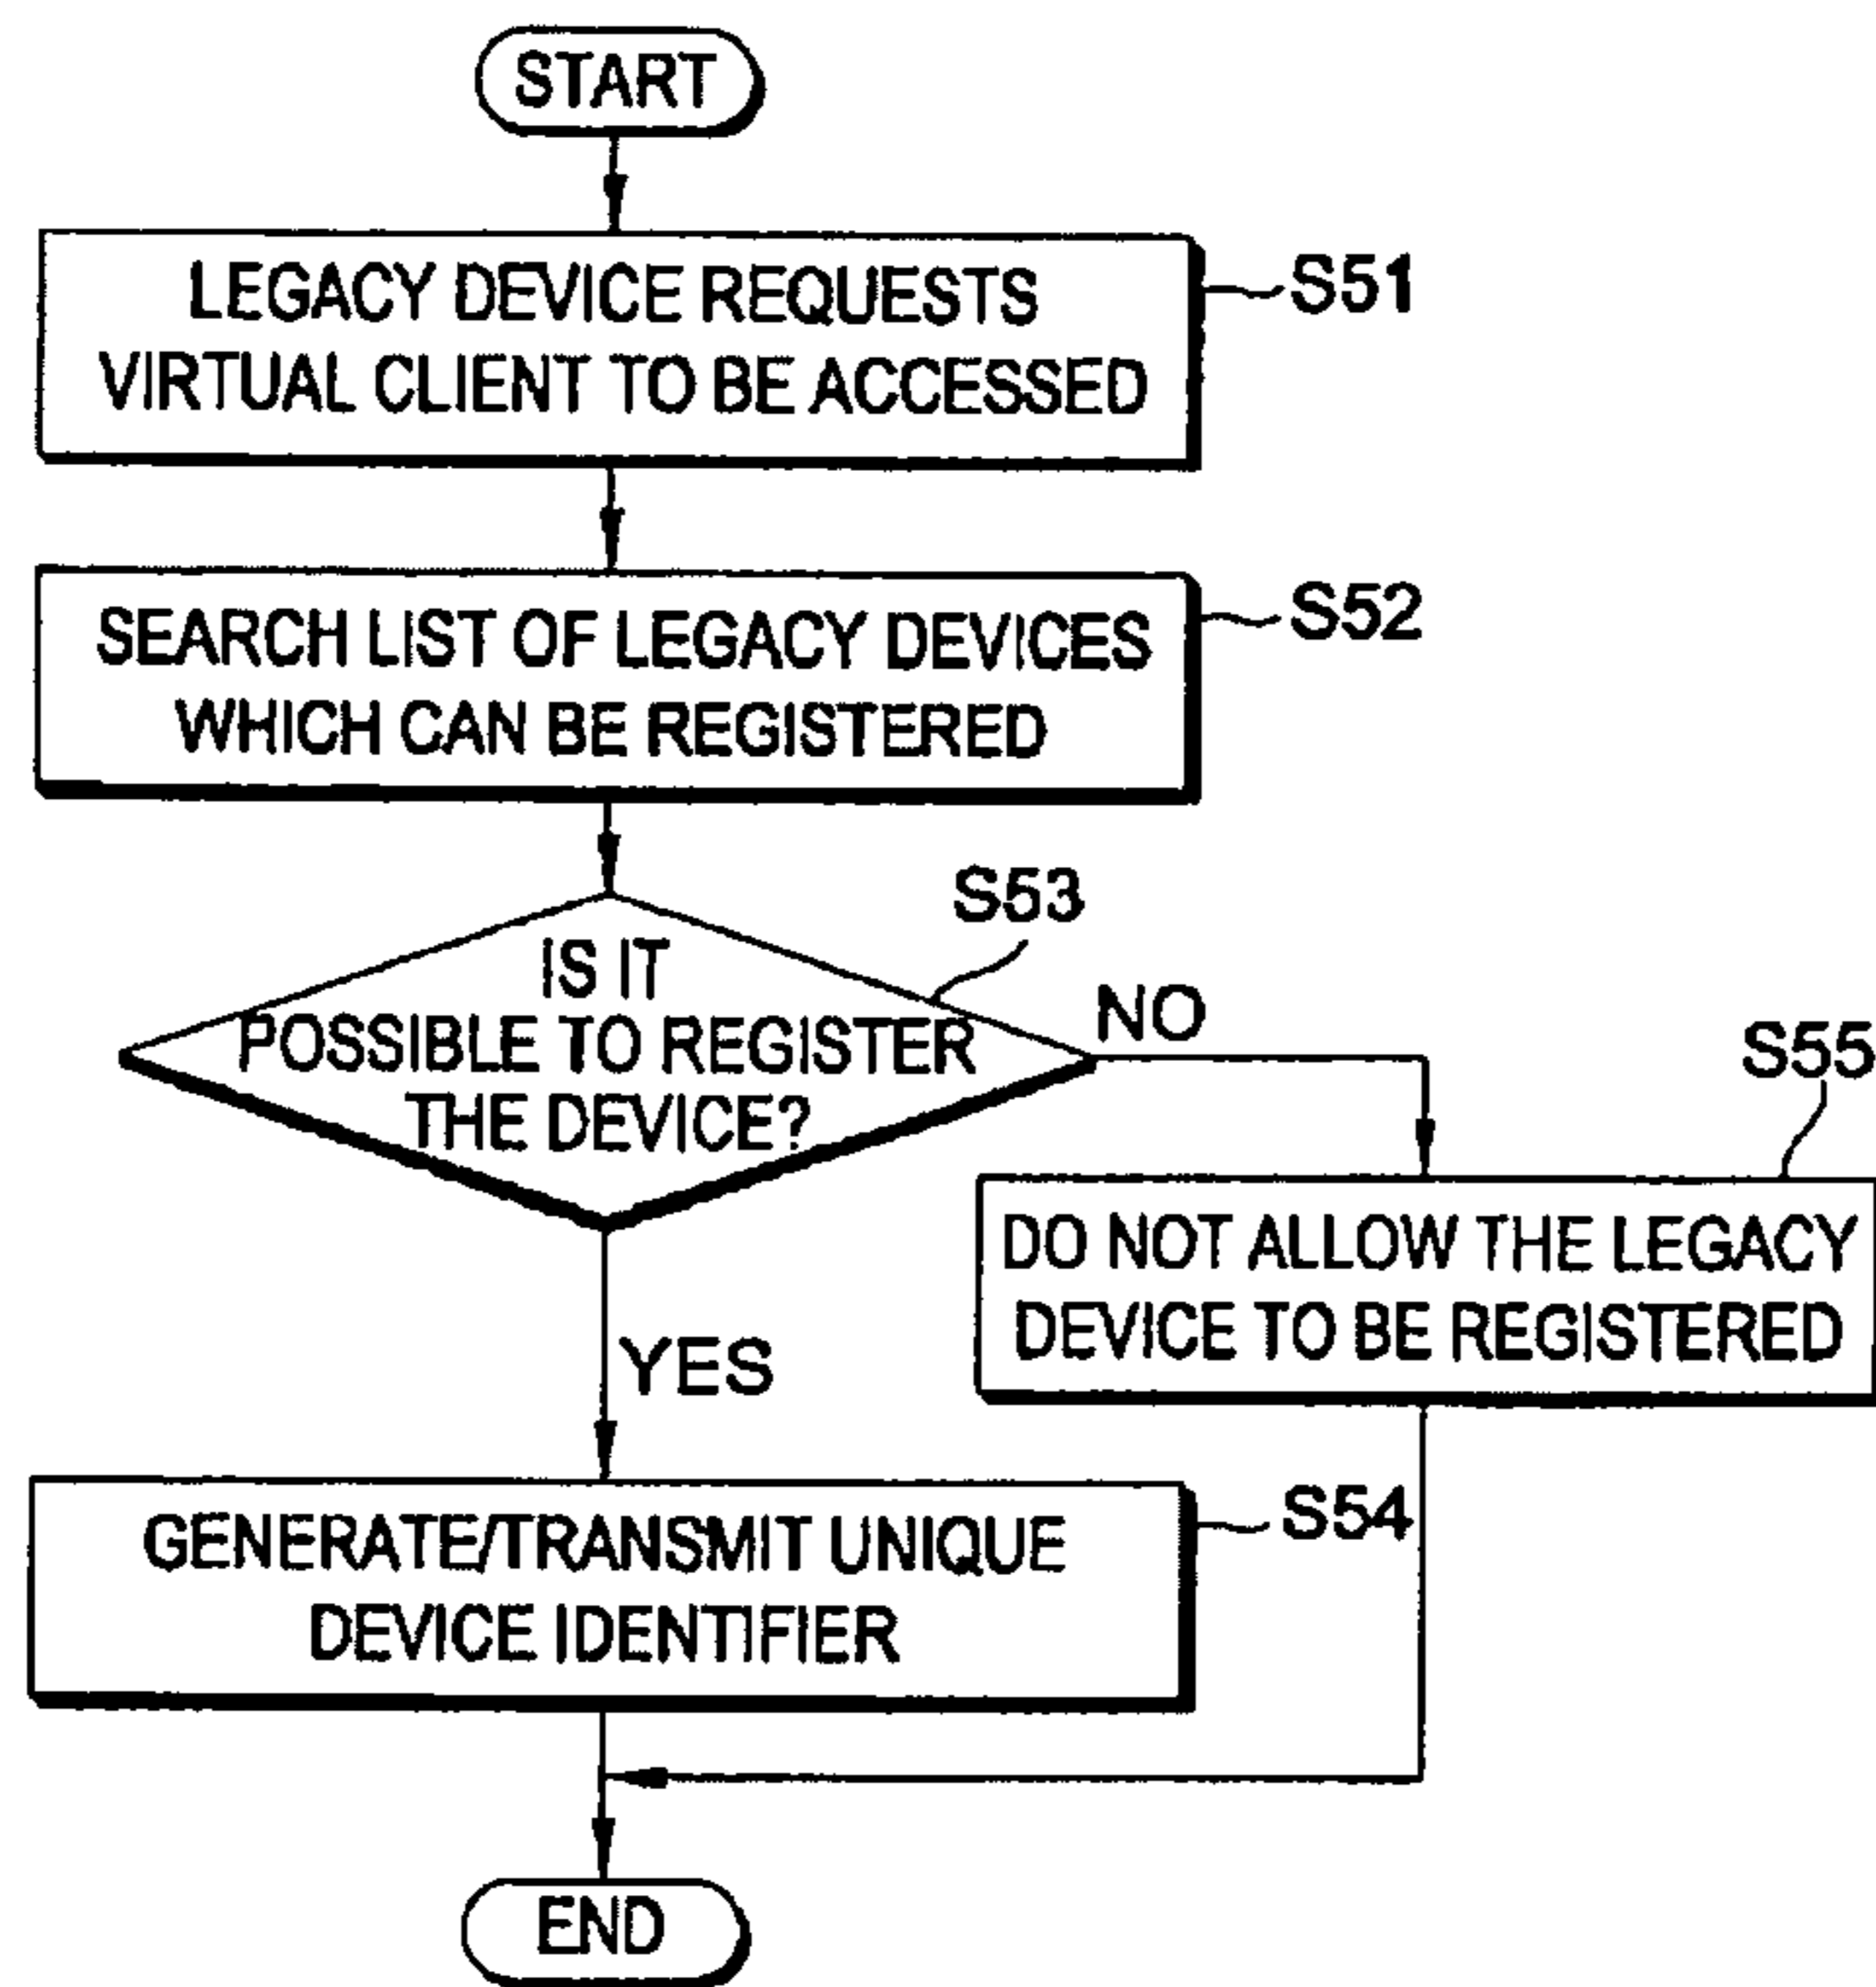 START
LEGACY DEVICE REQUESTS
VIRTUAL CLIENT TO BE ACCESSED
S51
SEARCH LIST OF LEGACY DEVICES
WHICH CAN BE REGISTERED
S52
S53
IS IT
POSSIBLE TO REGISTER
THE DEVICE?
NO
S55
DO NOT ALLOW THE LEGACY
DEVICE TO BE REGISTERED
YES
GENERATE/TRANSMIT UNIQUE
DEVICE IDENTIFIER
S54
END